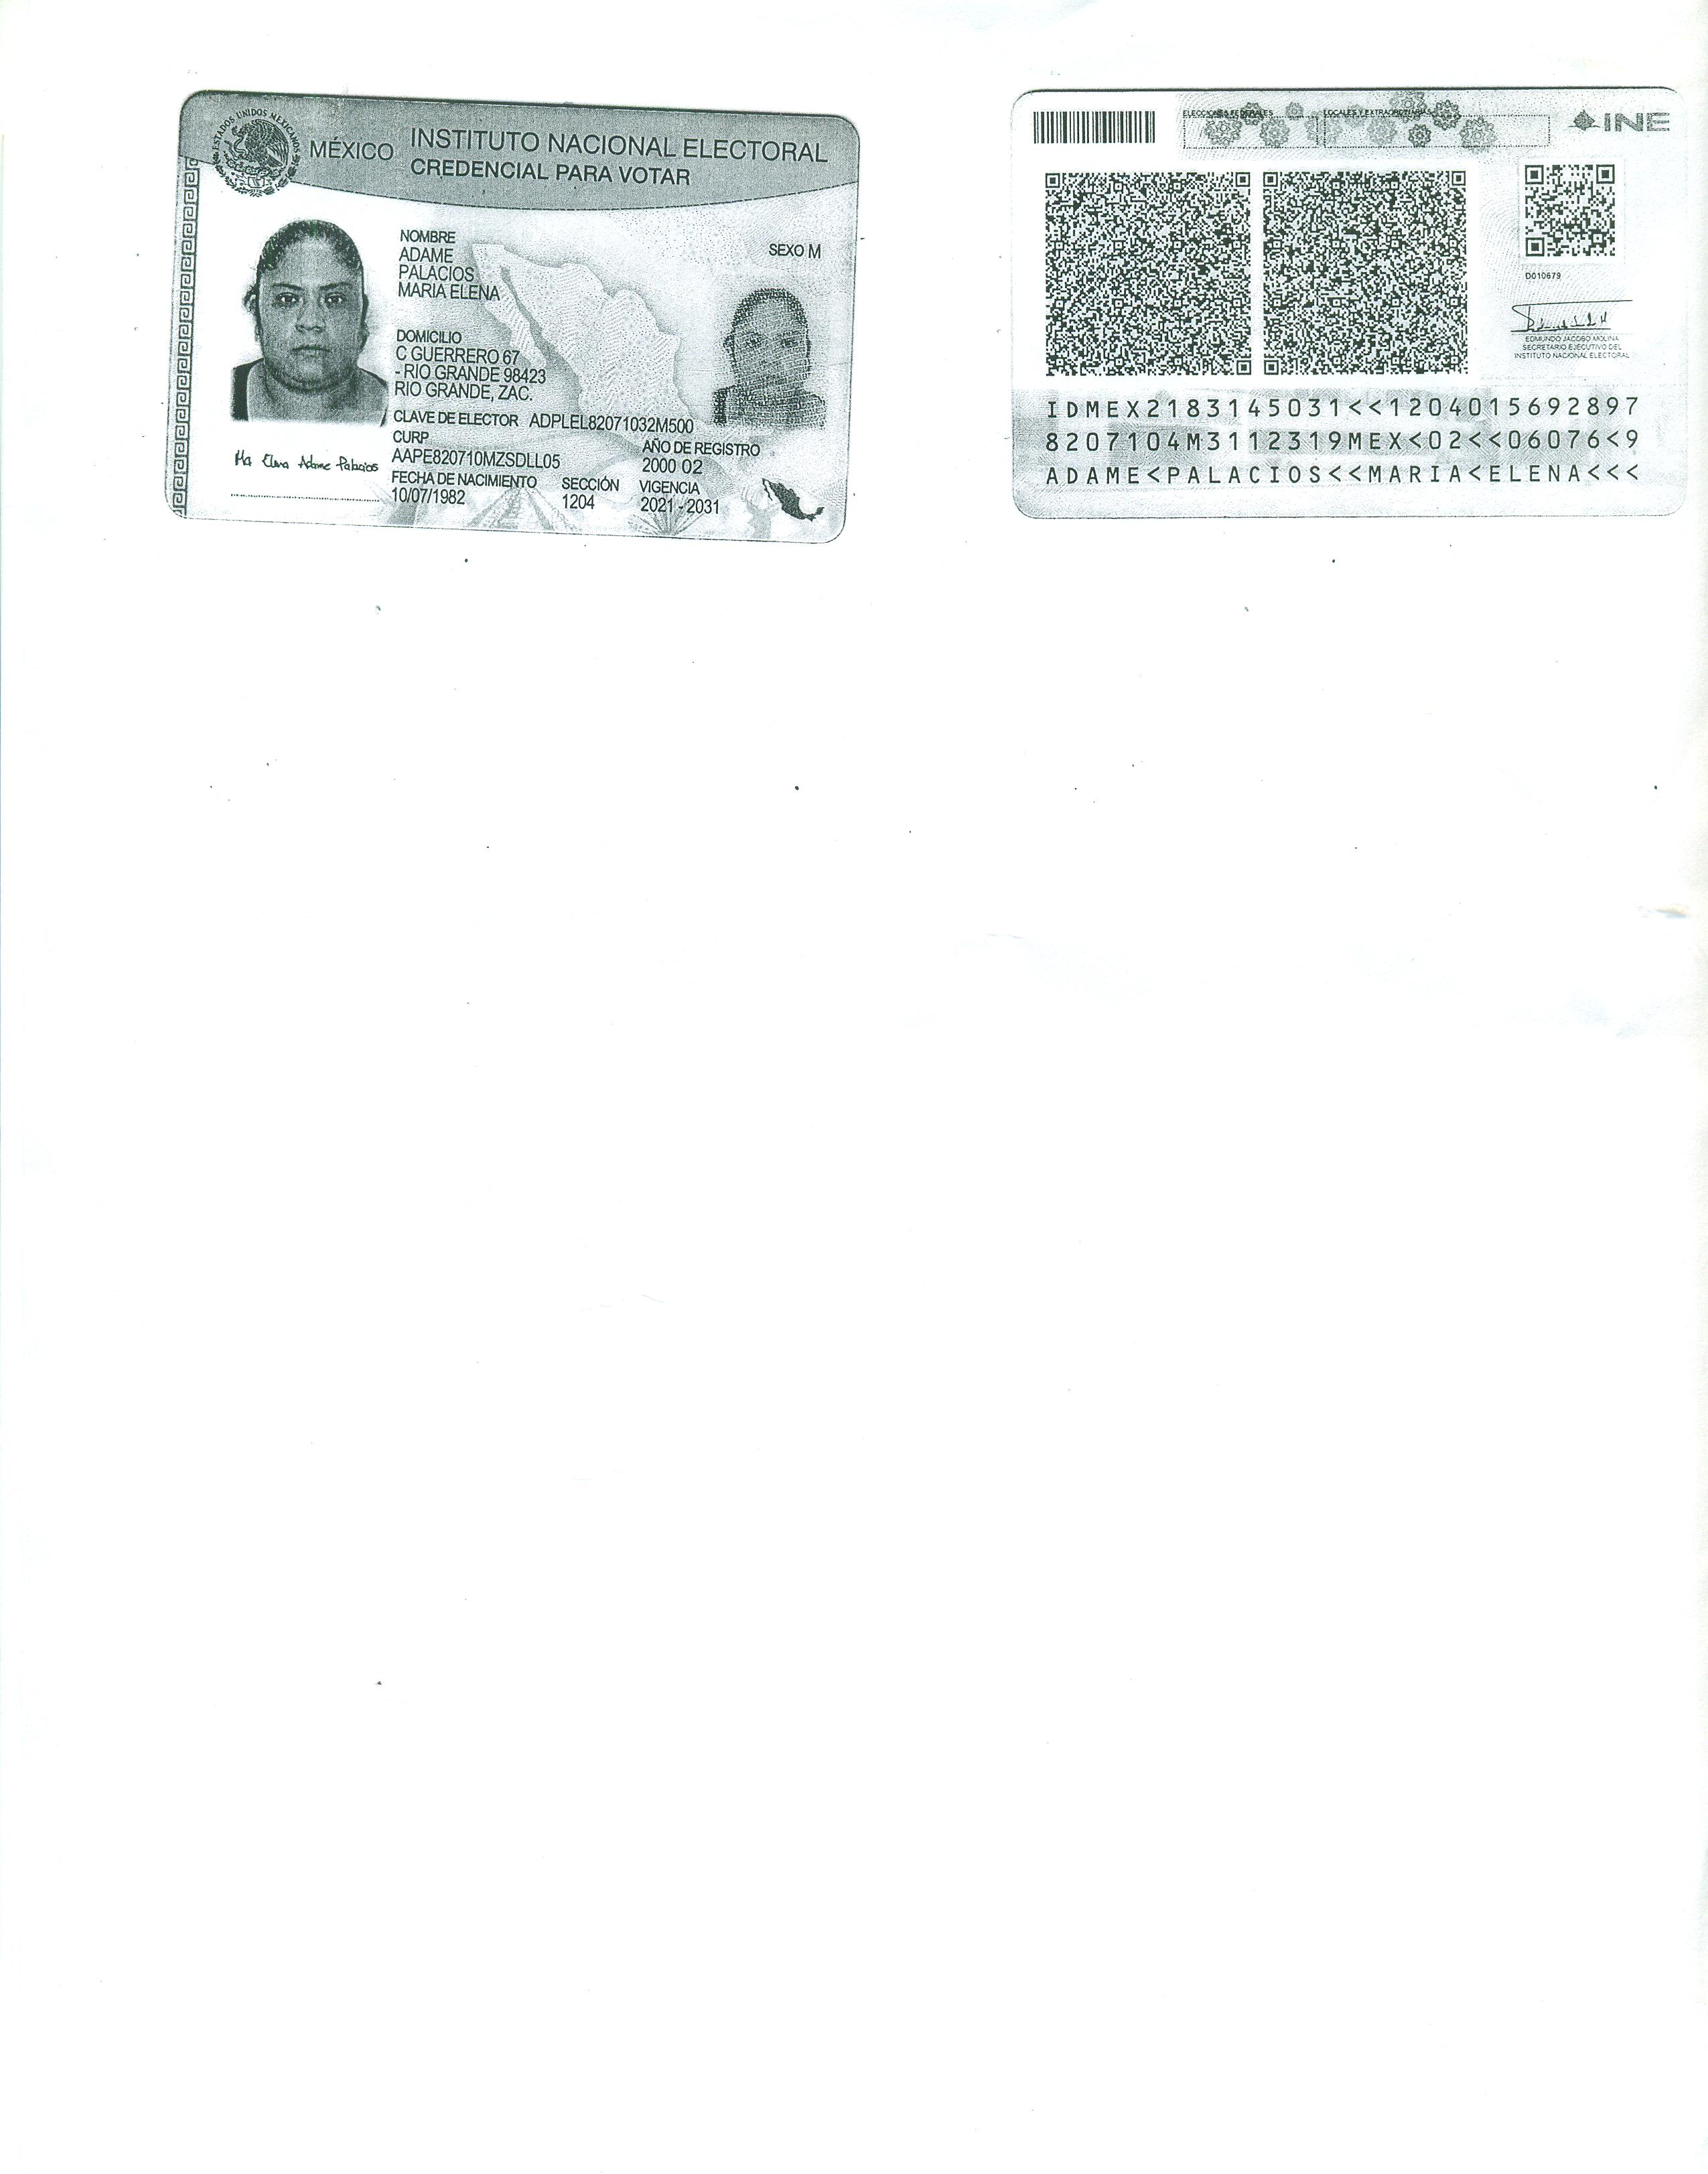 ESTADOS UNIDOS MEXICANOS
MÉXICO
INSTITUTO NACIONAL ELECTORAL
CREDENCIAL PARA VOTAR
NOMBRE
ADAME
PALACIOS
MARIA ELENA
SEXO M
DOMICILIO
C GUERRERO 67
- RIO GRANDE 98423
RIO GRANDE, ZAC.
CLAVE DE ELECTOR ADPLEL82071032M500
CURP
AAPE820710MZSDLL05
AÑO DE REGISTRO
2000 02
FECHA DE NACIMIENTO
10/07/1982
SECCIÓN
1204
VIGENCIA
2021 - 2031
Ma Elena Adame Palacios
ELECCIONES FEDERALES
LOCALES Y EXTRAORDINARIAS
INE
D010679
EDMUNDO JACOBO MOLINA
SECRETARIO EJECUTIVO DEL
INSTITUTO NACIONAL ELECTORAL
IDMEX2183145031<<1204015692897
8207104M3112319MEX<02<<06076<9
ADAME<PALACIOS<<MARIA<ELENA<<<